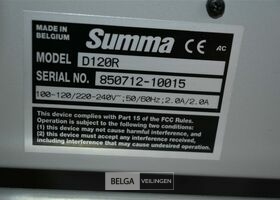 MADE IN
BELGIUM
Summa
CE
AC
MODEL D120R
SERIAL NO. 850712-10015
100-120/220-240V~;50/60Hz;2.0A/2.0A
This device complies with Part 15 of the FCC Rules.
Operation is subject to the following two conditions:
(1) this device may not cause harmful interference, and
(2) this device must accept any interference received,
including interference that may cause undesired operation.
BELGA VEILINGEN